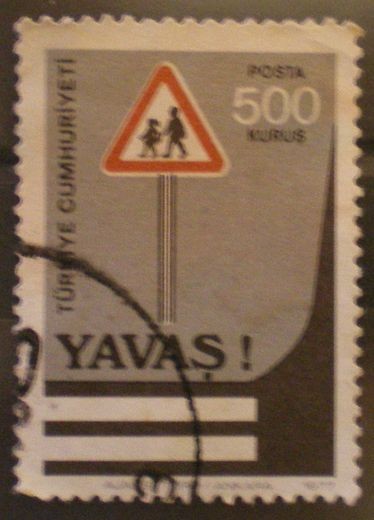 TÜRKİYE CUMHURİYETİ
POSTA
500
KURUŞ
YAVAŞ !
1977